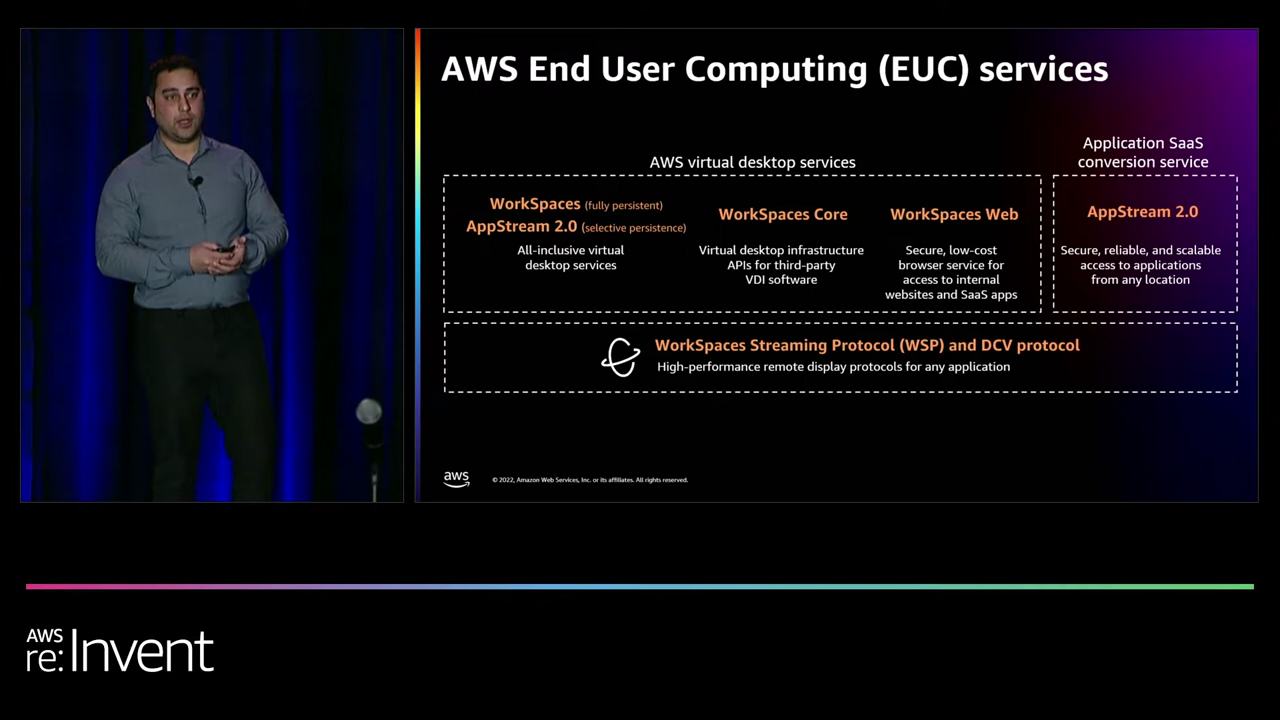 AWS End User Computing (EUC) services
AWS virtual desktop services
Application SaaS
conversion service
WorkSpaces (fully persistent)
AppStream 2.0 (selective persistence)
All-inclusive virtual
desktop services
WorkSpaces Core
Virtual desktop infrastructure
APIs for third-party
VDI software
WorkSpaces Web
Secure, low-cost
browser service for
access to internal
websites and SaaS apps
AppStream 2.0
Secure, reliable, and scalable
access to applications
from any location
WorkSpaces Streaming Protocol (WSP) and DCV protocol
High-performance remote display protocols for any application
aws
© 2022, Amazon Web Services, Inc. or its affiliates. All rights reserved.
AWS
re:Invent